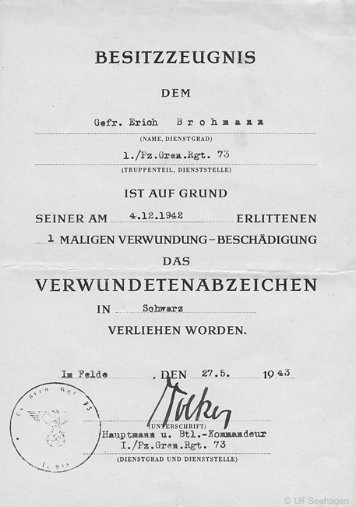 BESITZZEUGNIS
DEM
Gefr. Erich Brohmann
(NAME, DIENSTGRAD)
1./Pz.Gren.Rgt. 73
(TRUPPENTEIL, DIENSTSTELLE)
IST AUF GRUND
SEINER AM 4.12.1942 ERLITTENEN
1 MALIGEN VERWUNDUNG–BESCHÄDIGUNG
DAS
VERWUNDETENABZEICHEN
IN Schwarz
VERLIEHEN WORDEN.
Im Felde, DEN 27.5. 1943
(UNTERSCHRIFT)
Hauptmann u. Btl.-Kommandeur
I./Pz.Gren.Rgt. 73
(DIENSTGRAD UND DIENSTSTELLE)
© Ulf Seehagen